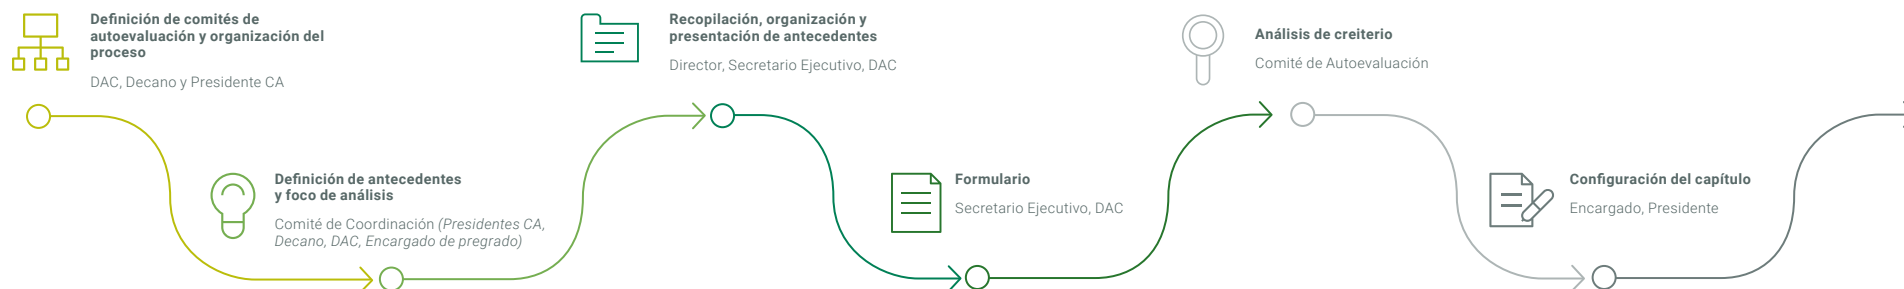 Definición de comités de
autoevaluación y organización del
proceso
DAC, Decano y Presidente CA
Definición de antecedentes
y foco de análisis
Comité de Coordinación (Presidentes CA,
Decano, DAC, Encargado de pregrado)
Recopilación, organización y
presentación de antecedentes
Director, Secretario Ejecutivo, DAC
Formulario
Secretario Ejecutivo, DAC
Análisis de creiterio
Comité de Autoevaluación
Configuración del capítulo
Encargado, Presidente